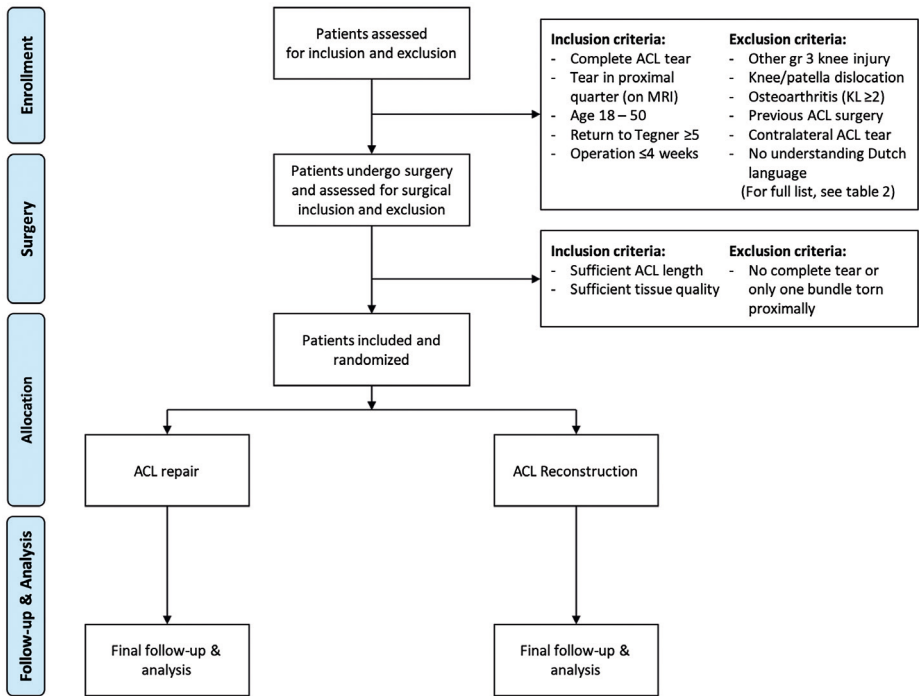 Enrollment
Patients assessed
for inclusion and exclusion
Inclusion criteria:
- Complete ACL tear
- Tear in proximal
quarter (on MRI)
- Age 18 – 50
- Return to Tegner ≥5
- Operation ≤4 weeks
Exclusion criteria:
- Other gr 3 knee injury
- Knee/patella dislocation
- Osteoarthritis (KL ≥2)
- Previous ACL surgery
- Contralateral ACL tear
- No understanding Dutch
language
(For full list, see table 2)
Surgery
Patients undergo surgery
and assessed for surgical
inclusion and exclusion
Inclusion criteria:
- Sufficient ACL length
- Sufficient tissue quality
Exclusion criteria:
- No complete tear or
only one bundle torn
proximally
Allocation
Patients included and
randomized
ACL repair
ACL Reconstruction
Follow-up & Analysis
Final follow-up &
analysis
Final follow-up &
analysis